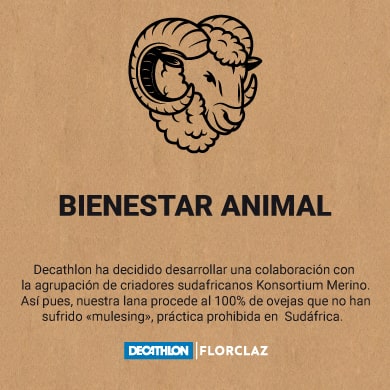 BIENESTAR ANIMAL
Decathlon ha decidido desarrollar una colaboración con
la agrupación de criadores sudafricanos Konsortium Merino.
Así pues, nuestra lana procede al 100% de ovejas que no han
sufrido «mulesing», práctica prohibida en Sudáfrica.
DECATHLON | FLORCLAZ